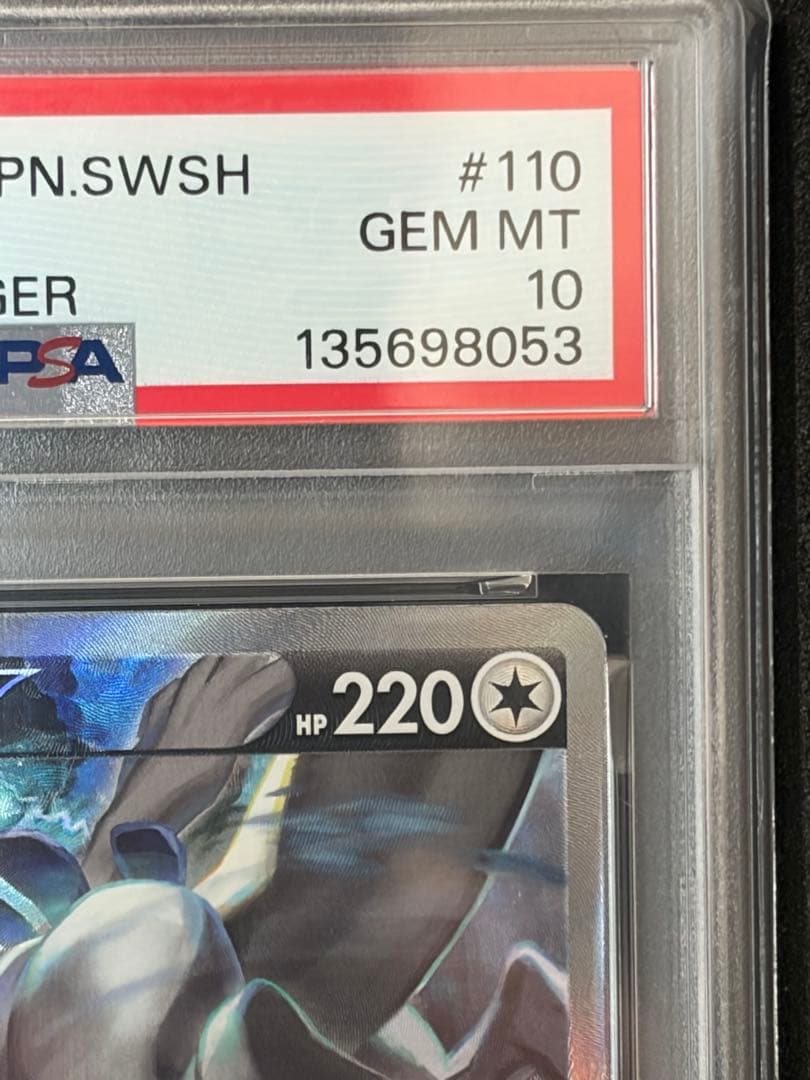 PN.SWSH #110
GEM MT
GER 10
PSA 135698053
HP 220